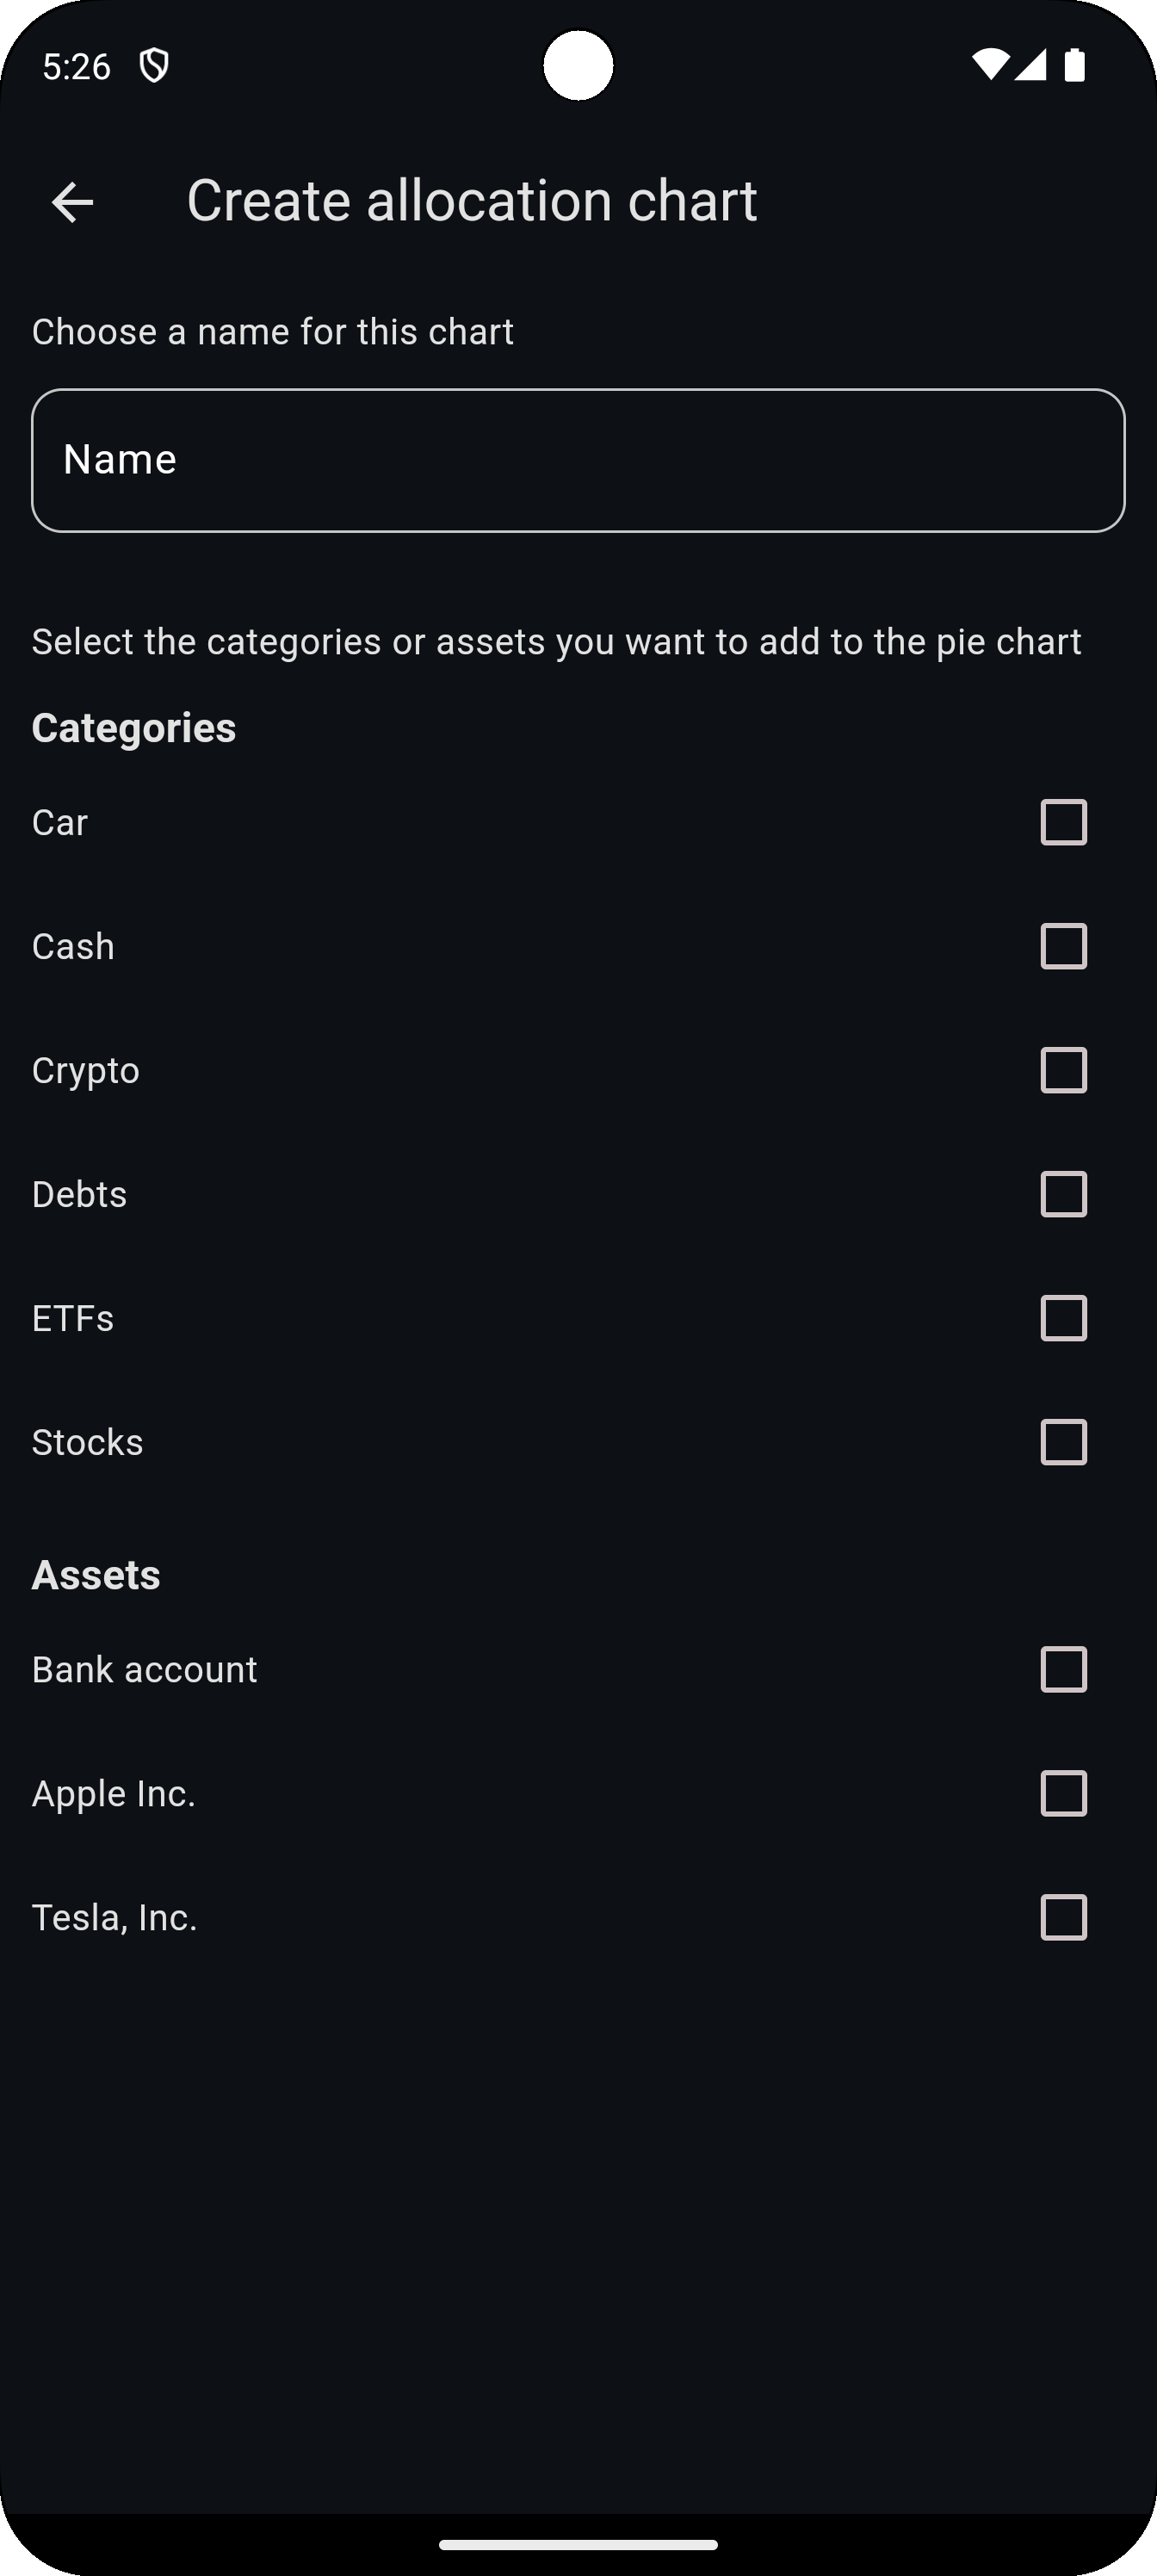 5:26
Create allocation chart
Choose a name for this chart
Name
Select the categories or assets you want to add to the pie chart
Categories
Car
Cash
Crypto
Debts
ETFs
Stocks
Assets
Bank account
Apple Inc.
Tesla, Inc.